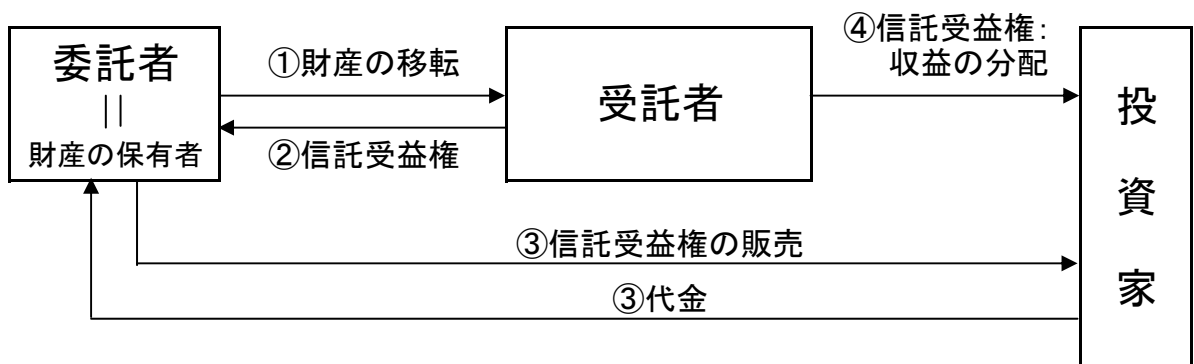 委託者
||
財産の保有者
①財産の移転
②信託受益権
受託者
④信託受益権:
収益の分配
投
資
家
③信託受益権の販売
③代金